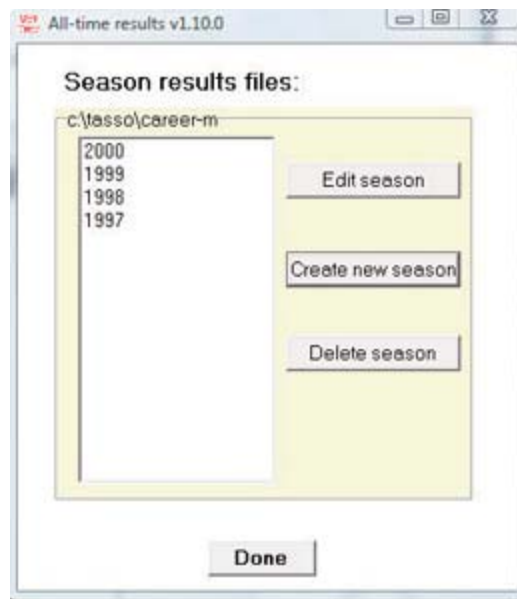 All-time results v1.10.0
Season results files:
c:\tasso\career-m
2000
1999
1998
1997
Edit season
Create new season
Delete season
Done